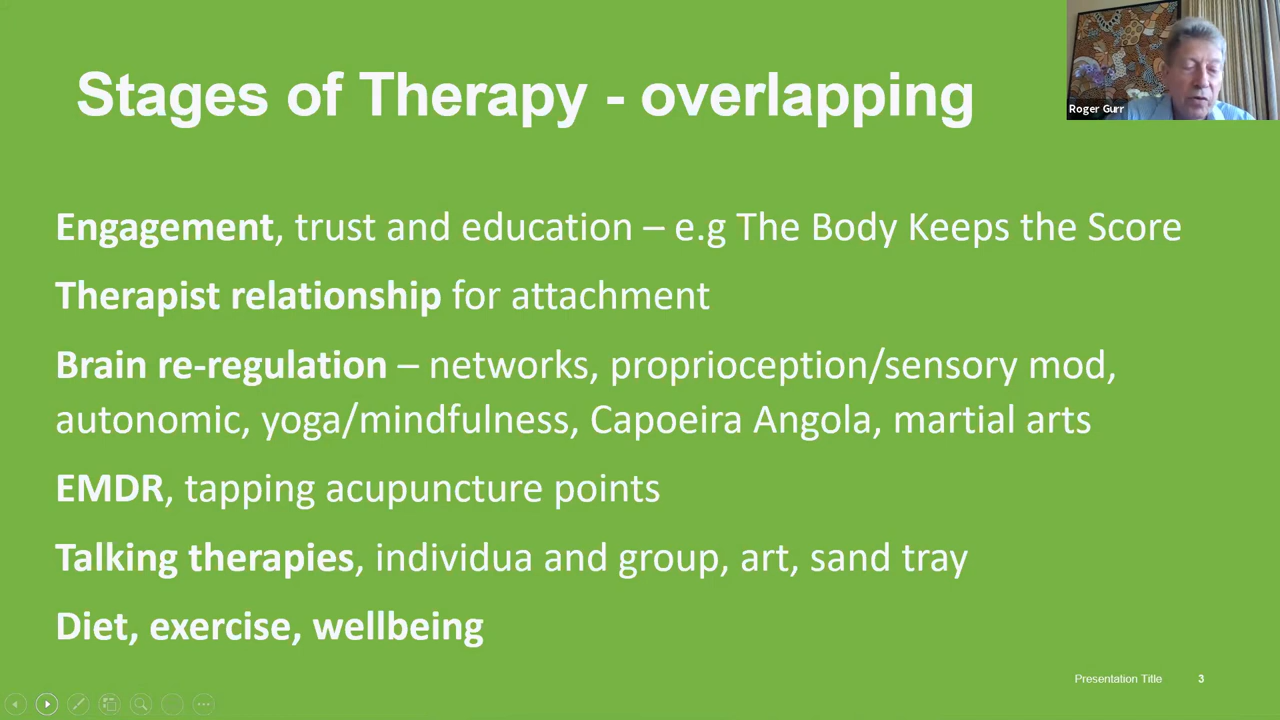 Stages of Therapy - overlapping
Roger Gurr
Engagement, trust and education – e.g The Body Keeps the Score
Therapist relationship for attachment
Brain re-regulation – networks, proprioception/sensory mod,
autonomic, yoga/mindfulness, Capoeira Angola, martial arts
EMDR, tapping acupuncture points
Talking therapies, individua and group, art, sand tray
Diet, exercise, wellbeing
Presentation Title 3